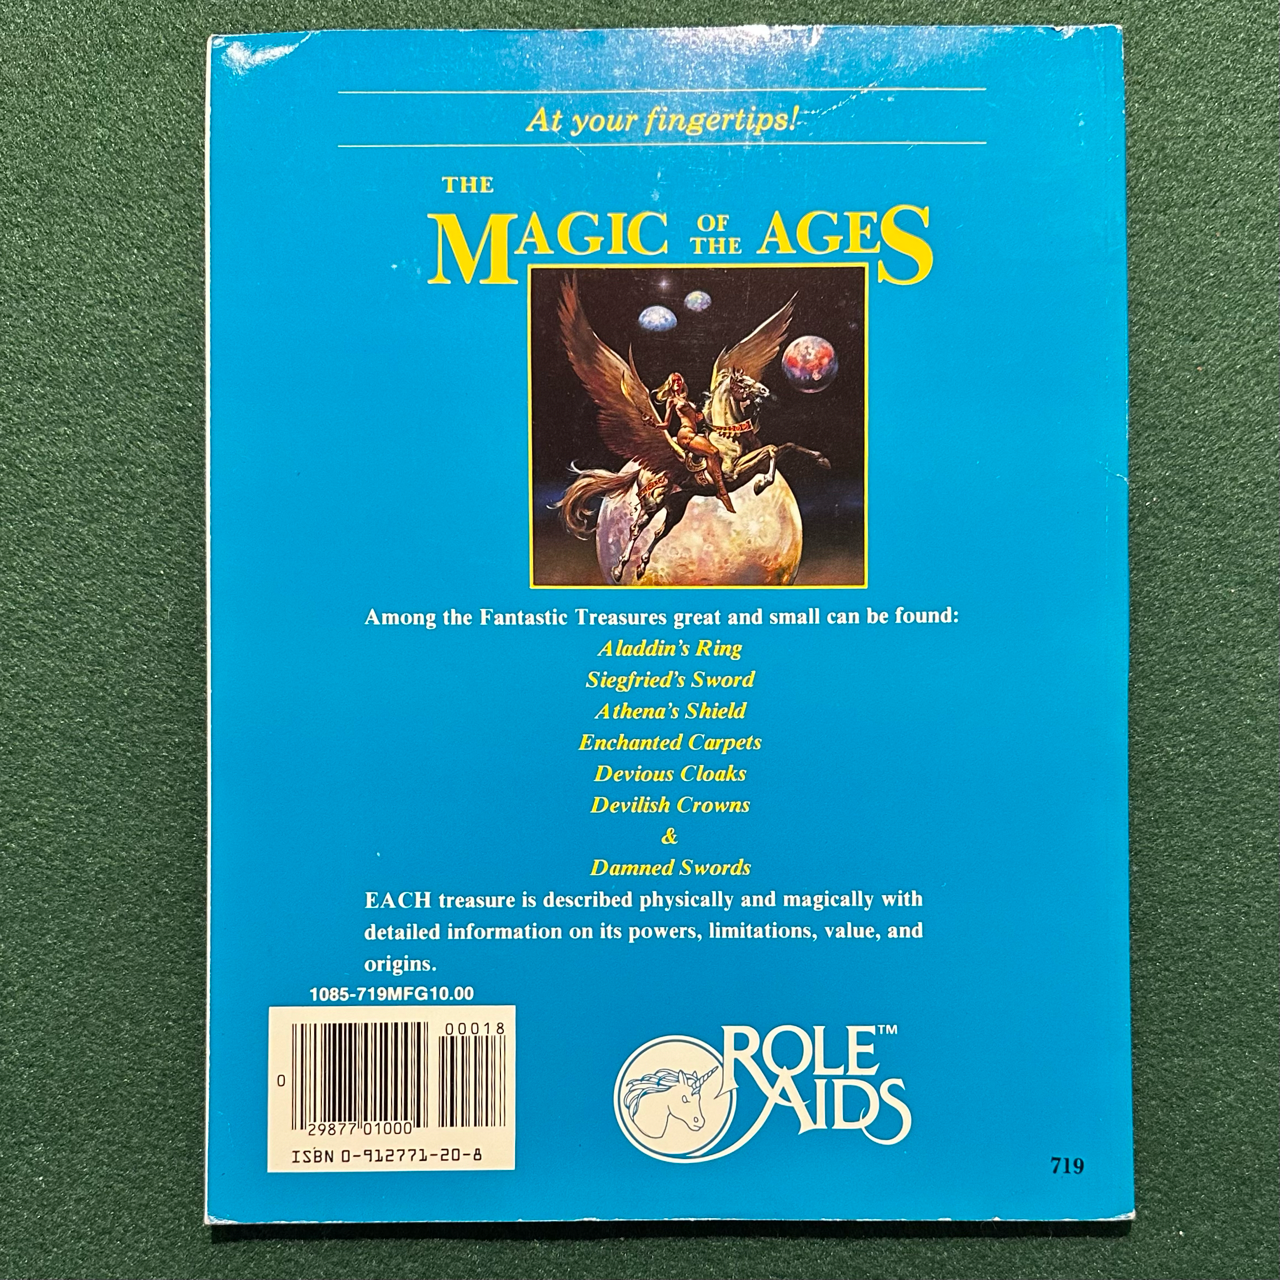 At your fingertips!
THE
MAGIC OF THE AGES
Among the Fantastic Treasures great and small can be found:
Aladdin's Ring
Siegfried's Sword
Athena's Shield
Enchanted Carpets
Devious Cloaks
Devilish Crowns
&
Damned Swords
EACH treasure is described physically and magically with
detailed information on its powers, limitations, value, and
origins.
1085-719MFG10.00
00018
0
29877 01000
ISBN 0-912771-20-8
ROLE™
AIDS
719